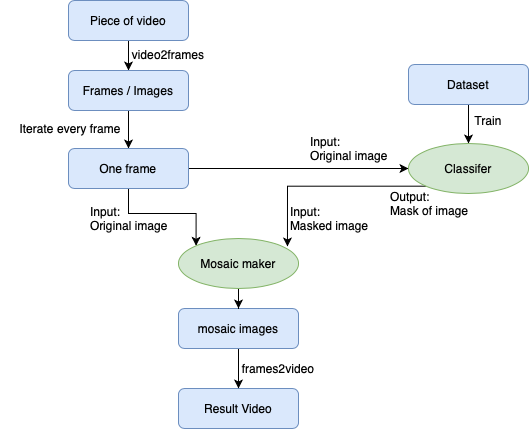 Piece of video
video2frames
Frames / Images
Dataset
Iterate every frame
Train
Input:
Original image
One frame
Classifer
Output:
Mask of image
Input:
Original image
Input:
Masked image
Mosaic maker
mosaic images
frames2video
Result Video